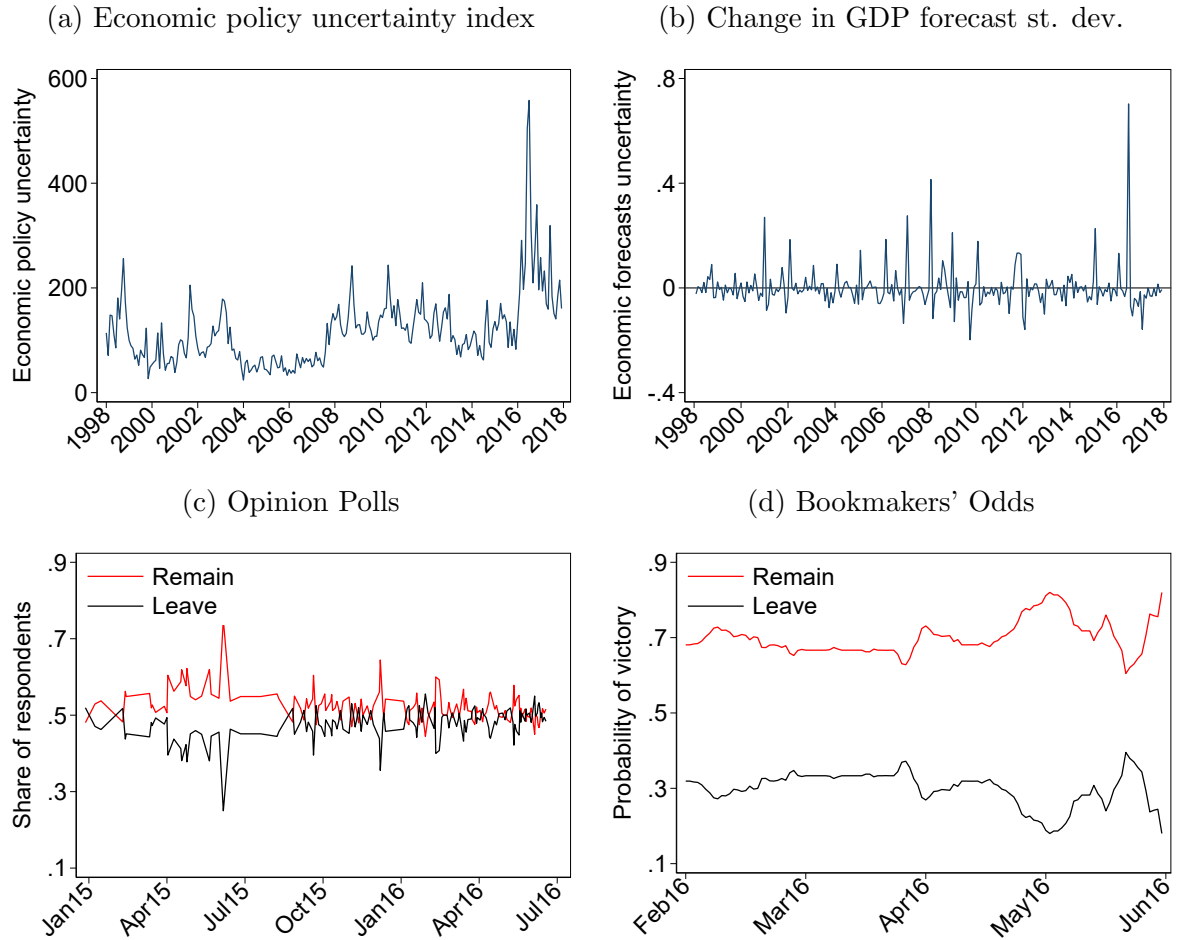 (a) Economic policy uncertainty index
600
400
200
0
Economic policy uncertainty
1998
2000
2002
2004
2006
2008
2010
2012
2014
2016
2018
(b) Change in GDP forecast st. dev.
.8
.4
0
-.4
Economic forecasts uncertainty
1998
2000
2002
2004
2006
2008
2010
2012
2014
2016
2018
(c) Opinion Polls
.9
.7
.5
.3
.1
Share of respondents
Remain
Leave
Jan15
Apr15
Jul15
Oct15
Jan16
Apr16
Jul16
(d) Bookmakers' Odds
.9
.7
.5
.3
.1
Probability of victory
Remain
Leave
Feb16
Mar16
Apr16
May16
Jun16